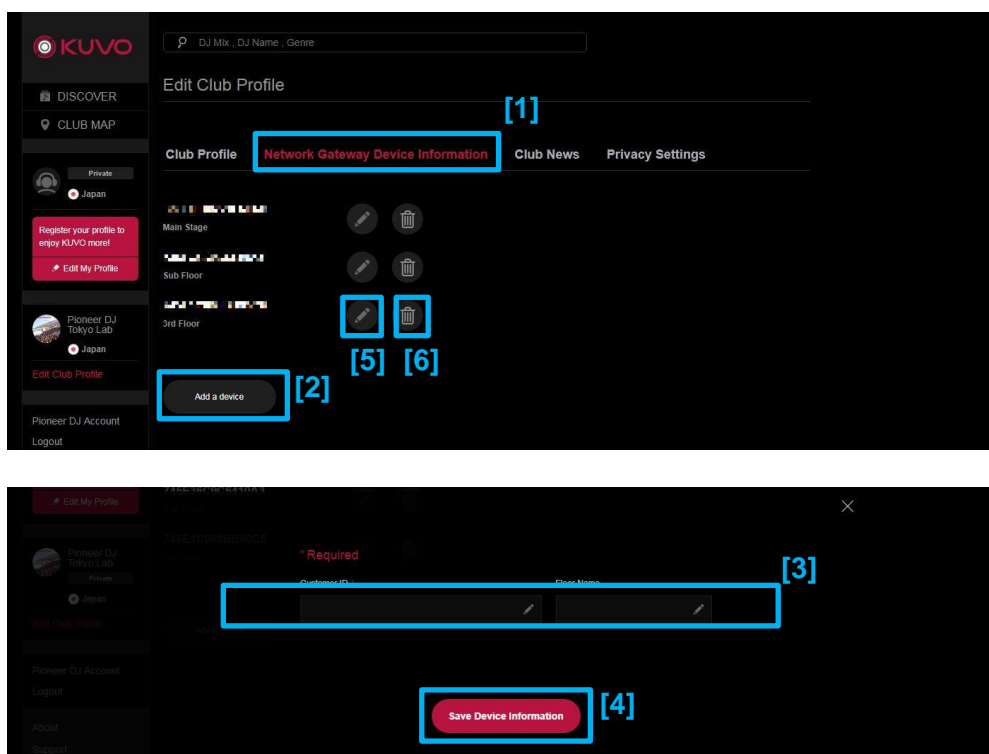 KUVO
DJ Mix , DJ Name , Genre
Edit Club Profile
DISCOVER
CLUB MAP
[1]
Club Profile Network Gateway Device Information Club News Privacy Settings
Private
Japan
Register your profile to
enjoy KUVO more!
Edit My Profile
Main Stage
Sub Floor
3rd Floor
[5] [6]
Pioneer DJ
Tokyo Lab
Japan
Edit Club Profile
Add a device
[2]
Pioneer DJ Account
Logout
Edit My Profile
Pioneer DJ
Tokyo Lab
Private
Japan
Edit Club Profile
Pioneer DJ Account
Logout
About
Support
*Required
Customer ID
Floor Name
[3]
Save Device Information
[4]